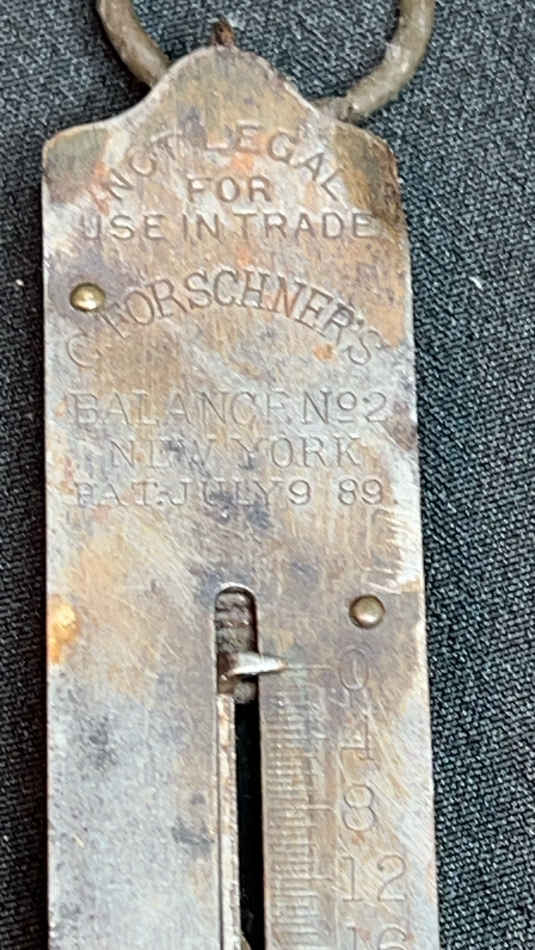 NOT LEGAL
FOR
USE IN TRADE
C FORSCHNER'S
BALANCE Nº 2
NEW YORK
PAT. JULY 9 89.
0
4
8
12
16